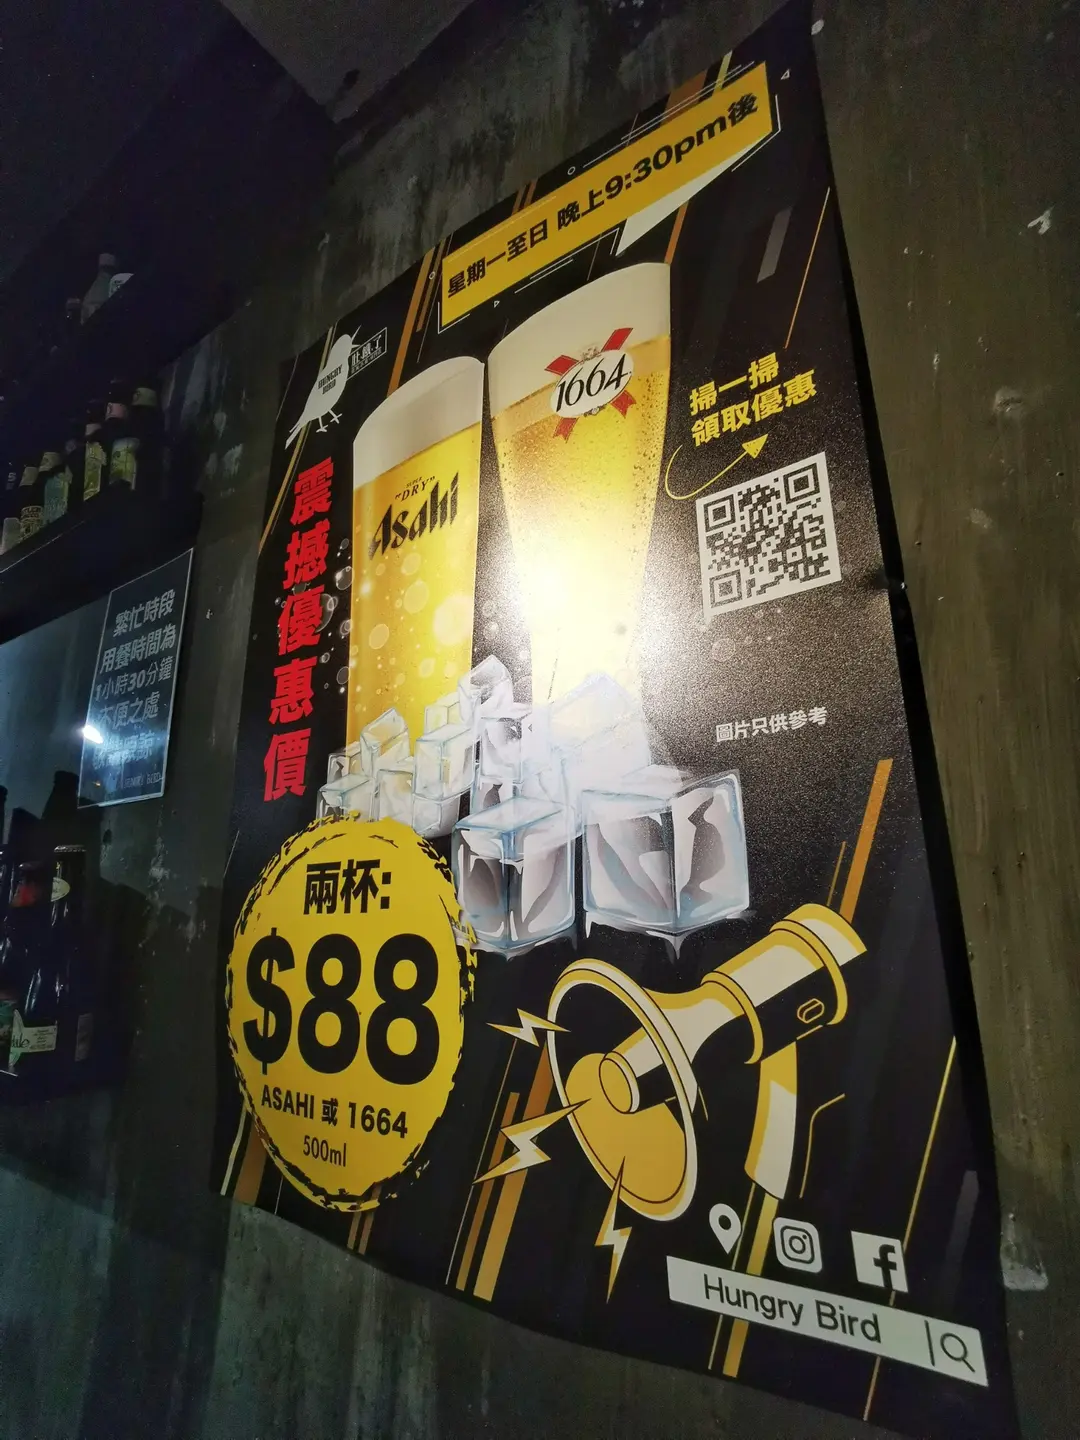 星期一至日 晚上9:30pm後
HUNGRY
BIRD
震撼優惠價
SUPER
"DRY"
Asahi
1664
掃一掃
領取優惠
圖片只供參考
兩杯:
$88
ASAHI 或 1664
500ml
Hungry Bird
繁忙時段
用餐時間為
1小時30分鐘
不便之處